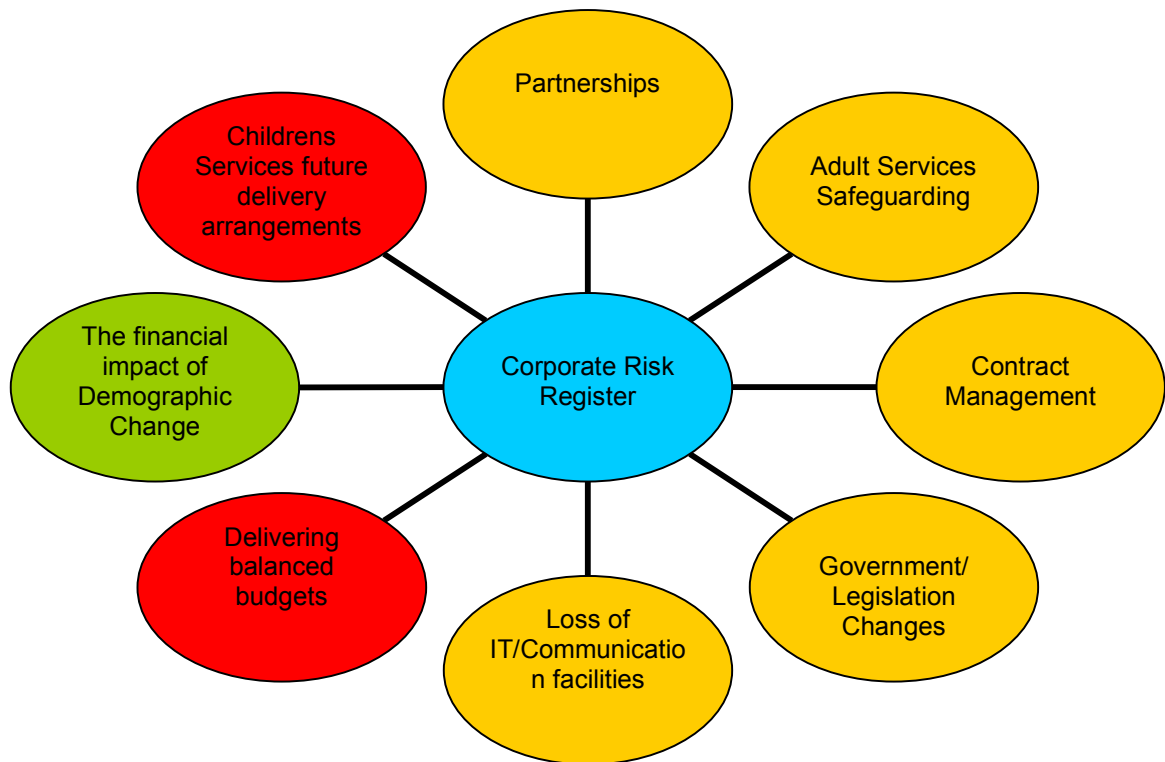 Partnerships
Childrens
Services future
delivery
arrangements
Adult Services
Safeguarding
The financial
impact of
Demographic
Change
Corporate Risk
Register
Contract
Management
Delivering
balanced
budgets
Loss of
IT/Communicatio
n facilities
Government/
Legislation
Changes